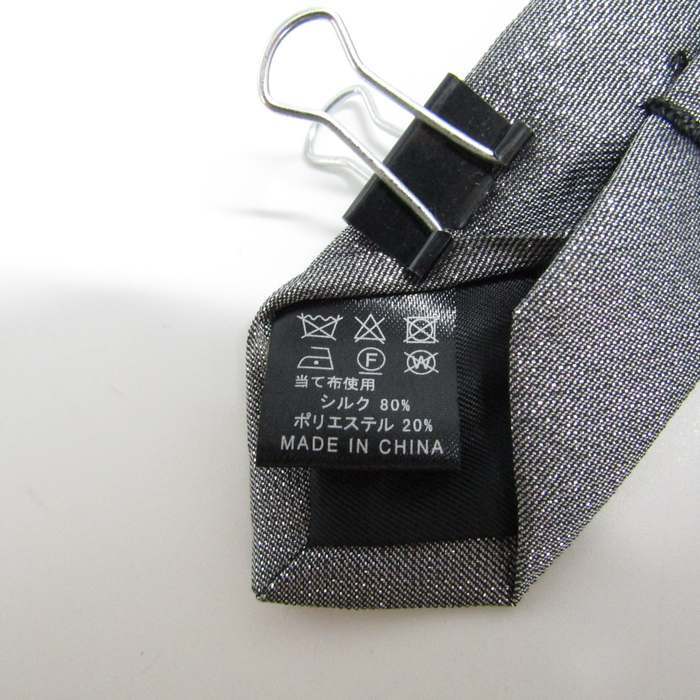 F W
当て布使用
シルク 80%
ポリエステル 20%
MADE IN CHINA